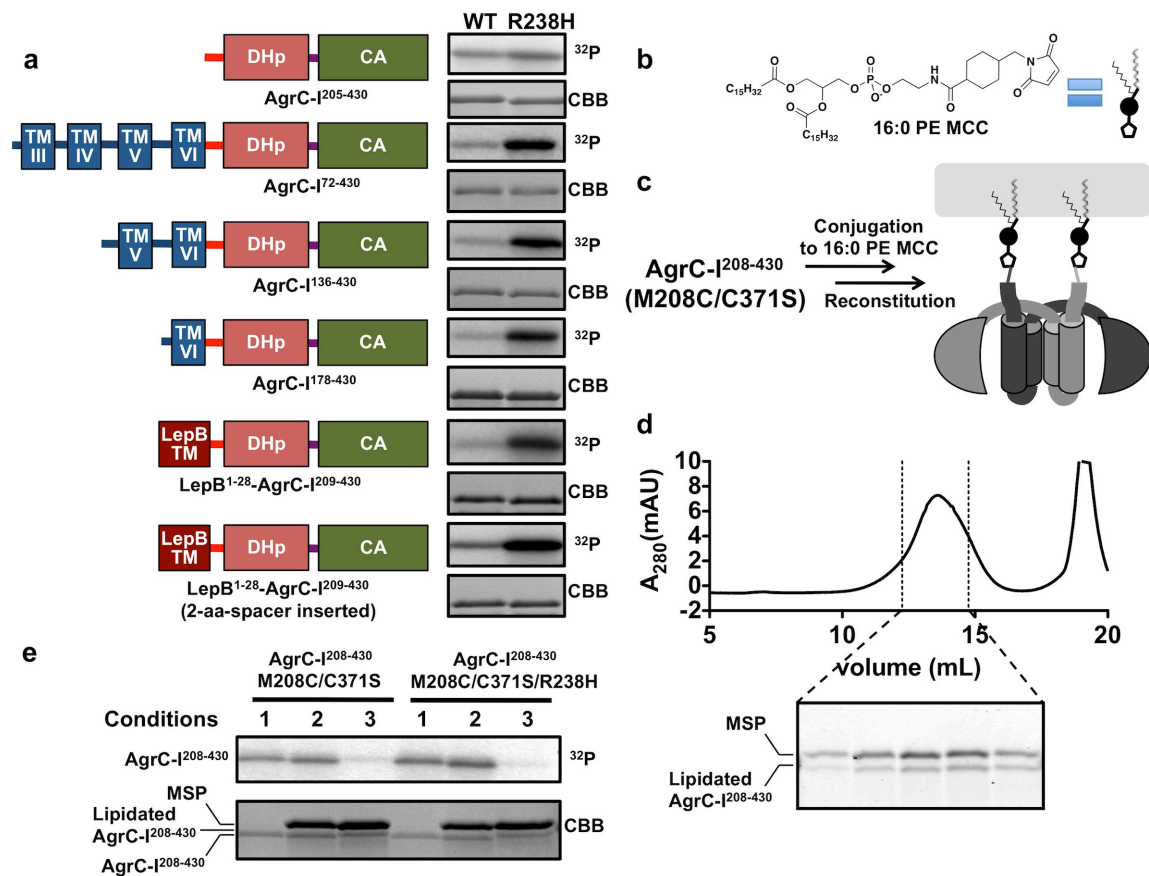 a
WT R238H
DHp CA
AgrC-I205-430
32P
CBB
TM III TM IV TM V TM VI DHp CA
AgrC-I72-430
32P
CBB
TM V TM VI DHp CA
AgrC-I136-430
32P
CBB
TM VI DHp CA
AgrC-I178-430
32P
CBB
LepB TM DHp CA
LepB1-28-AgrC-I209-430
32P
CBB
LepB TM DHp CA
LepB1-28-AgrC-I209-430
(2-aa-spacer inserted)
32P
CBB
b
C15H32 O O O O P O O- O N H O N O O
C15H32
16:0 PE MCC
c
AgrC-I208-430
(M208C/C371S)
Conjugation
to 16:0 PE MCC
Reconstitution
d
A280(mAU)
10
8
6
4
2
0
-2
5 10 15 20
volume (mL)
MSP
Lipidated
AgrC-I208-430
e
AgrC-I208-430
M208C/C371S
AgrC-I208-430
M208C/C371S/R238H
Conditions 1 2 3 1 2 3
AgrC-I208-430
32P
MSP
Lipidated
AgrC-I208-430
AgrC-I208-430
CBB